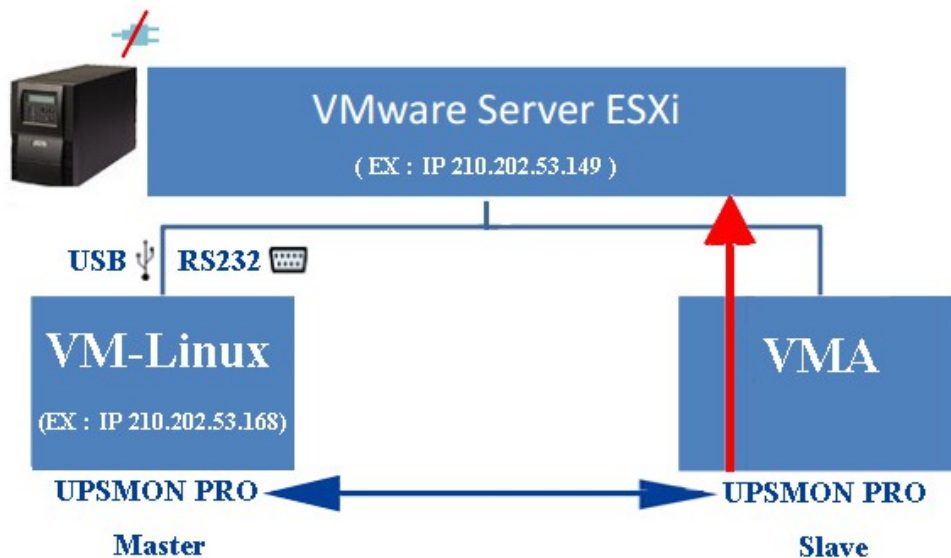 VMware Server ESXi
( EX : IP 210.202.53.149 )
USB RS232
VM-Linux
(EX : IP 210.202.53.168)
VMA
UPSMON PRO
UPSMON PRO
Master
Slave